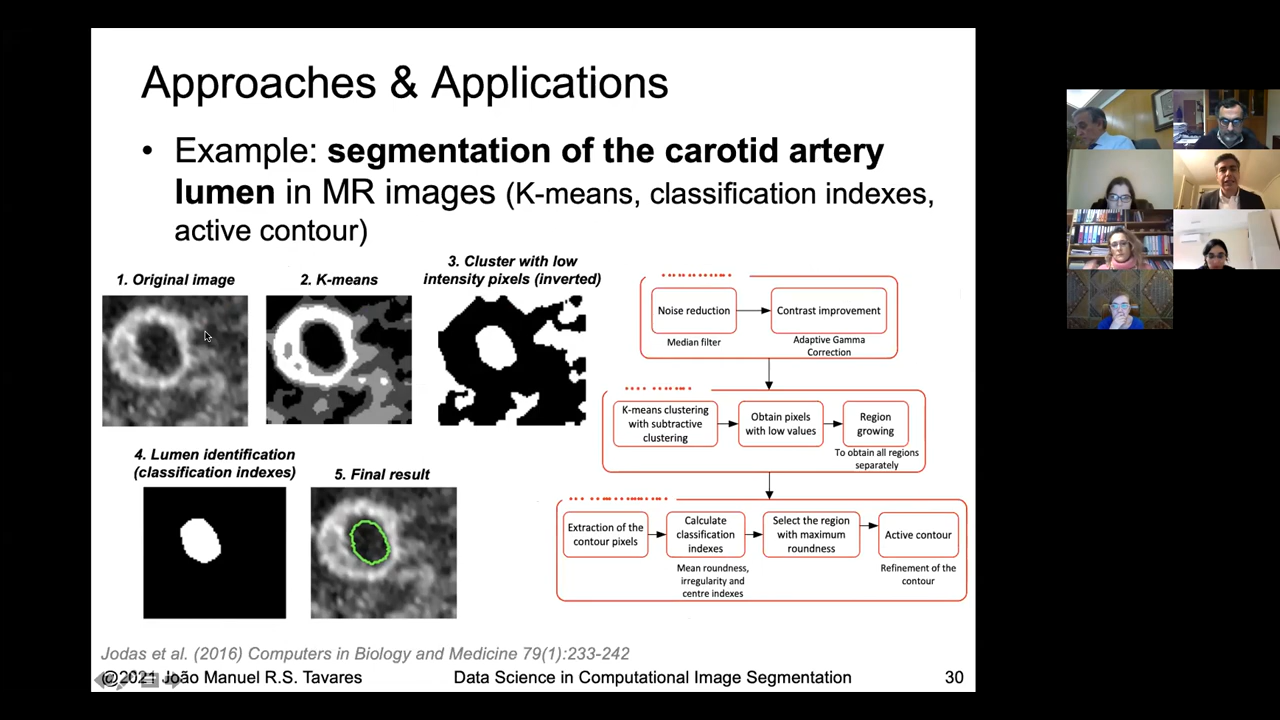 Approaches & Applications
• Example: segmentation of the carotid artery
lumen in MR images (K-means, classification indexes,
active contour)
1. Original image
2. K-means
3. Cluster with low
intensity pixels (inverted)
4. Lumen identification
(classification indexes)
5. Final result
Noise reduction
Median filter
Contrast improvement
Adaptive Gamma
Correction
K-means clustering
with subtractive
clustering
Obtain pixels
with low values
Region
growing
To obtain all regions
separately
Extraction of the
contour pixels
Calculate
classification
indexes
Mean roundness,
irregularity and
centre indexes
Select the region
with maximum
roundness
Active contour
Refinement of the
contour
Jodas et al. (2016) Computers in Biology and Medicine 79(1):233-242
@2021 João Manuel R.S. Tavares
Data Science in Computational Image Segmentation
30